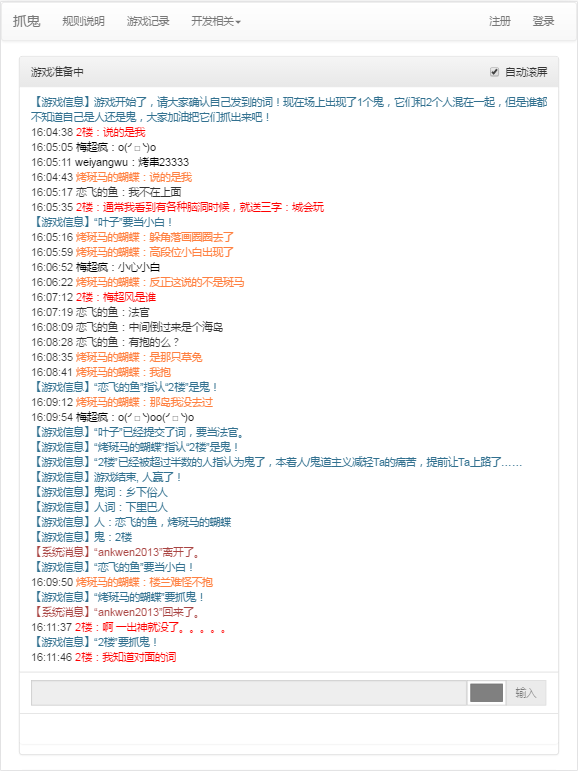 抓鬼 规则说明 游戏记录 开发相关 注册 登录
游戏准备中 自动滚屏
【游戏信息】游戏开始了，请大家确认自己发到的词！现在场上出现了1个鬼，它们和2个人混在一起，但是谁都
不知道自己是人还是鬼，大家加油把它们抓出来吧！
16:04:38 2楼：说的是我
16:05:05 梅超疯：o(╯□╰)o
16:05:11 weiyangwu：烤串23333
16:04:43 烤斑马的蝴蝶：说的是我
16:05:17 恋飞的鱼：我不在上面
16:05:35 2楼：通常我看到有各种脑洞时候，就送三字：城会玩
【游戏信息】“叶子”要当小白！
16:05:16 烤斑马的蝴蝶：躲角落画圈圈去了
16:05:59 烤斑马的蝴蝶：高段位小白出现了
16:06:52 梅超疯：小心小白
16:06:22 烤斑马的蝴蝶：反正这说的不是斑马
16:07:12 2楼：梅超风是谁
16:07:19 恋飞的鱼：法官
16:08:09 恋飞的鱼：中间倒过来是个海岛
16:08:28 恋飞的鱼：有抱的么？
16:08:35 烤斑马的蝴蝶：是那只草免
16:08:41 烤斑马的蝴蝶：我抱
【游戏信息】“恋飞的鱼”指认“2楼”是鬼！
16:09:12 烤斑马的蝴蝶：那岛我没去过
16:09:54 梅超疯：o(╯□╰)oo(╯□╰)o
【游戏信息】“叶子”已经提交了词，要当法官。
【游戏信息】“烤斑马的蝴蝶”指认“2楼”是鬼！
【游戏信息】“2楼”已经被超过半数的人指认为鬼了，本着人/鬼道主义减轻Ta的痛苦，提前让Ta上路了……
【游戏信息】游戏结束, 人赢了！
【游戏信息】鬼词：乡下俗人
【游戏信息】人词：下里巴人
【游戏信息】人：恋飞的鱼，烤斑马的蝴蝶
【游戏信息】鬼：2楼
【系统消息】“ankwen2013”离开了。
【游戏信息】“恋飞的鱼”要当小白！
16:09:50 烤斑马的蝴蝶：楼兰难怪不抱
【游戏信息】“烤斑马的蝴蝶”要抓鬼！
【系统消息】“ankwen2013”回来了。
16:11:37 2楼：啊 一出神就没了。。。。。
【游戏信息】“2楼”要抓鬼！
16:11:46 2楼：我知道对面的词
输入